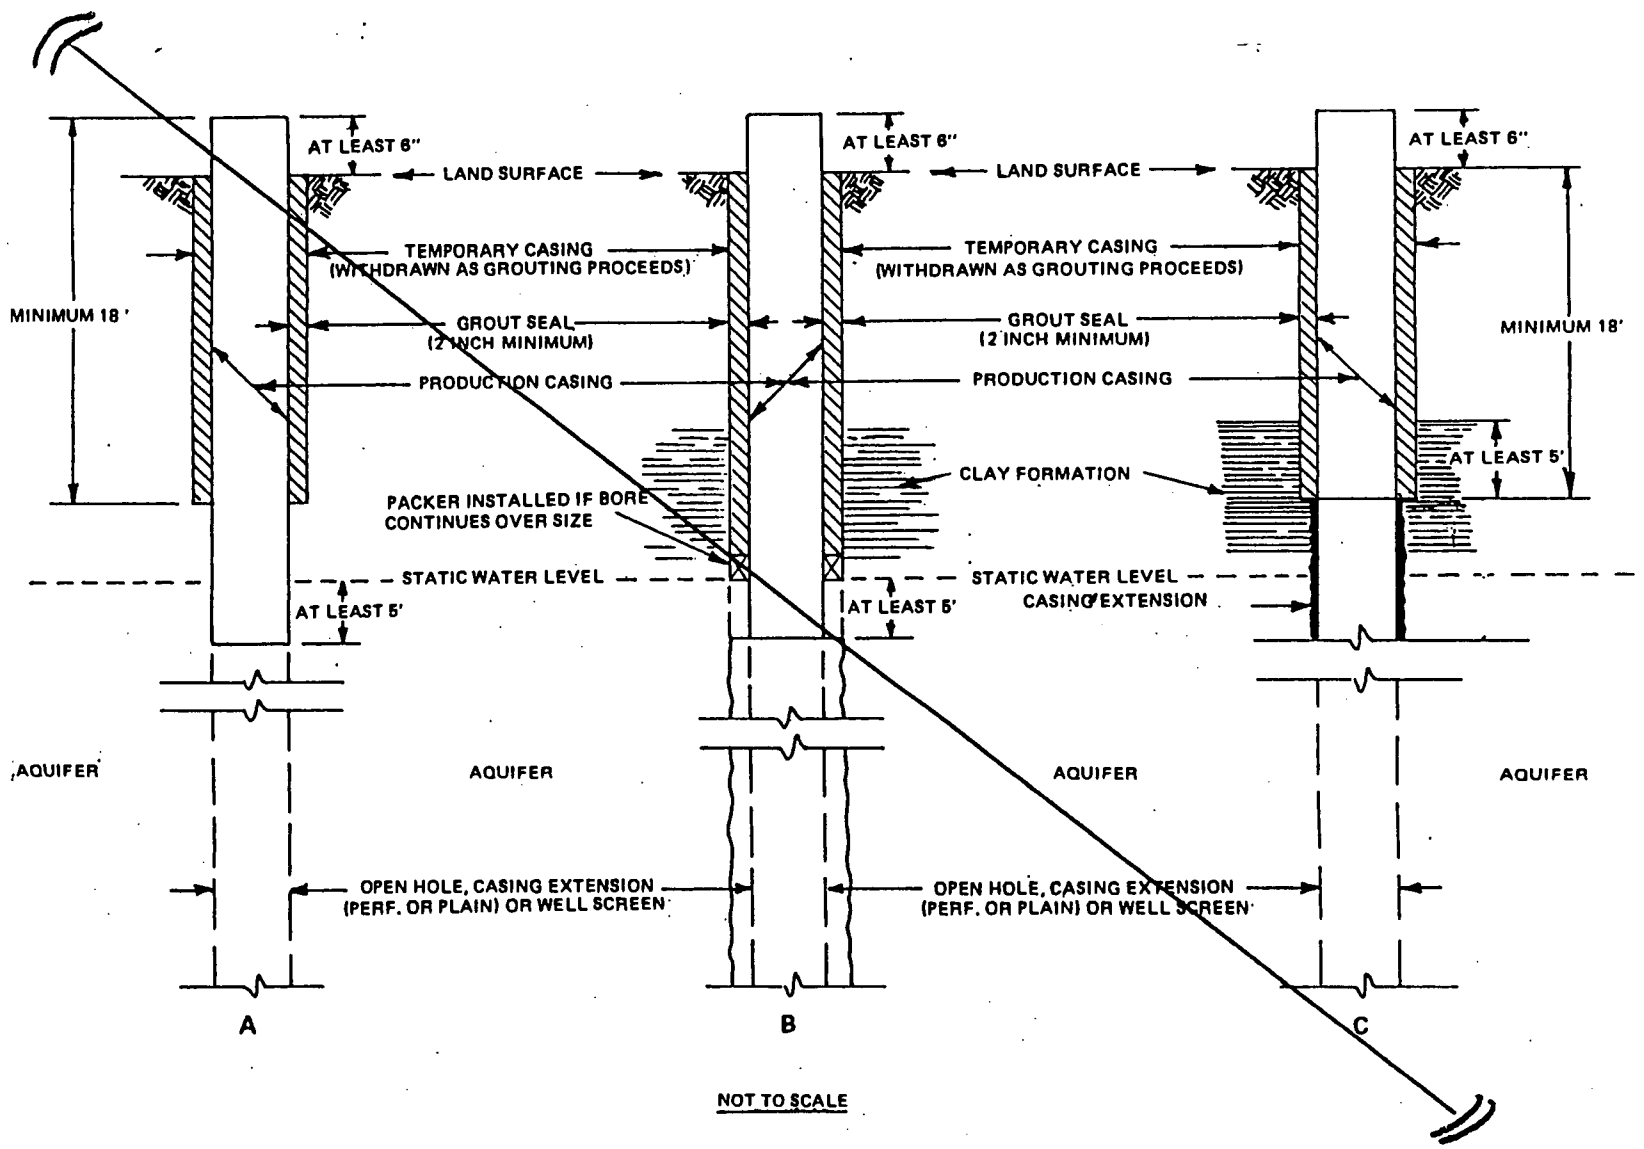 AT LEAST 6"
AT LEAST 6"
AT LEAST 6"
LAND SURFACE
LAND SURFACE
TEMPORARY CASING
(WITHDRAWN AS GROUTING PROCEEDS)
TEMPORARY CASING
(WITHDRAWN AS GROUTING PROCEEDS)
MINIMUM 18'
GROUT SEAL
(2 INCH MINIMUM)
GROUT SEAL
(2 INCH MINIMUM)
MINIMUM 18'
PRODUCTION CASING
PRODUCTION CASING
CLAY FORMATION
AT LEAST 5'
PACKER INSTALLED IF BORE
CONTINUES OVER SIZE
STATIC WATER LEVEL
STATIC WATER LEVEL
CASING EXTENSION
AT LEAST 5'
AT LEAST 5'
AQUIFER
AQUIFER
AQUIFER
AQUIFER
OPEN HOLE, CASING EXTENSION
(PERF. OR PLAIN) OR WELL SCREEN
OPEN HOLE, CASING EXTENSION
(PERF. OR PLAIN) OR WELL SCREEN
A
B
C
NOT TO SCALE